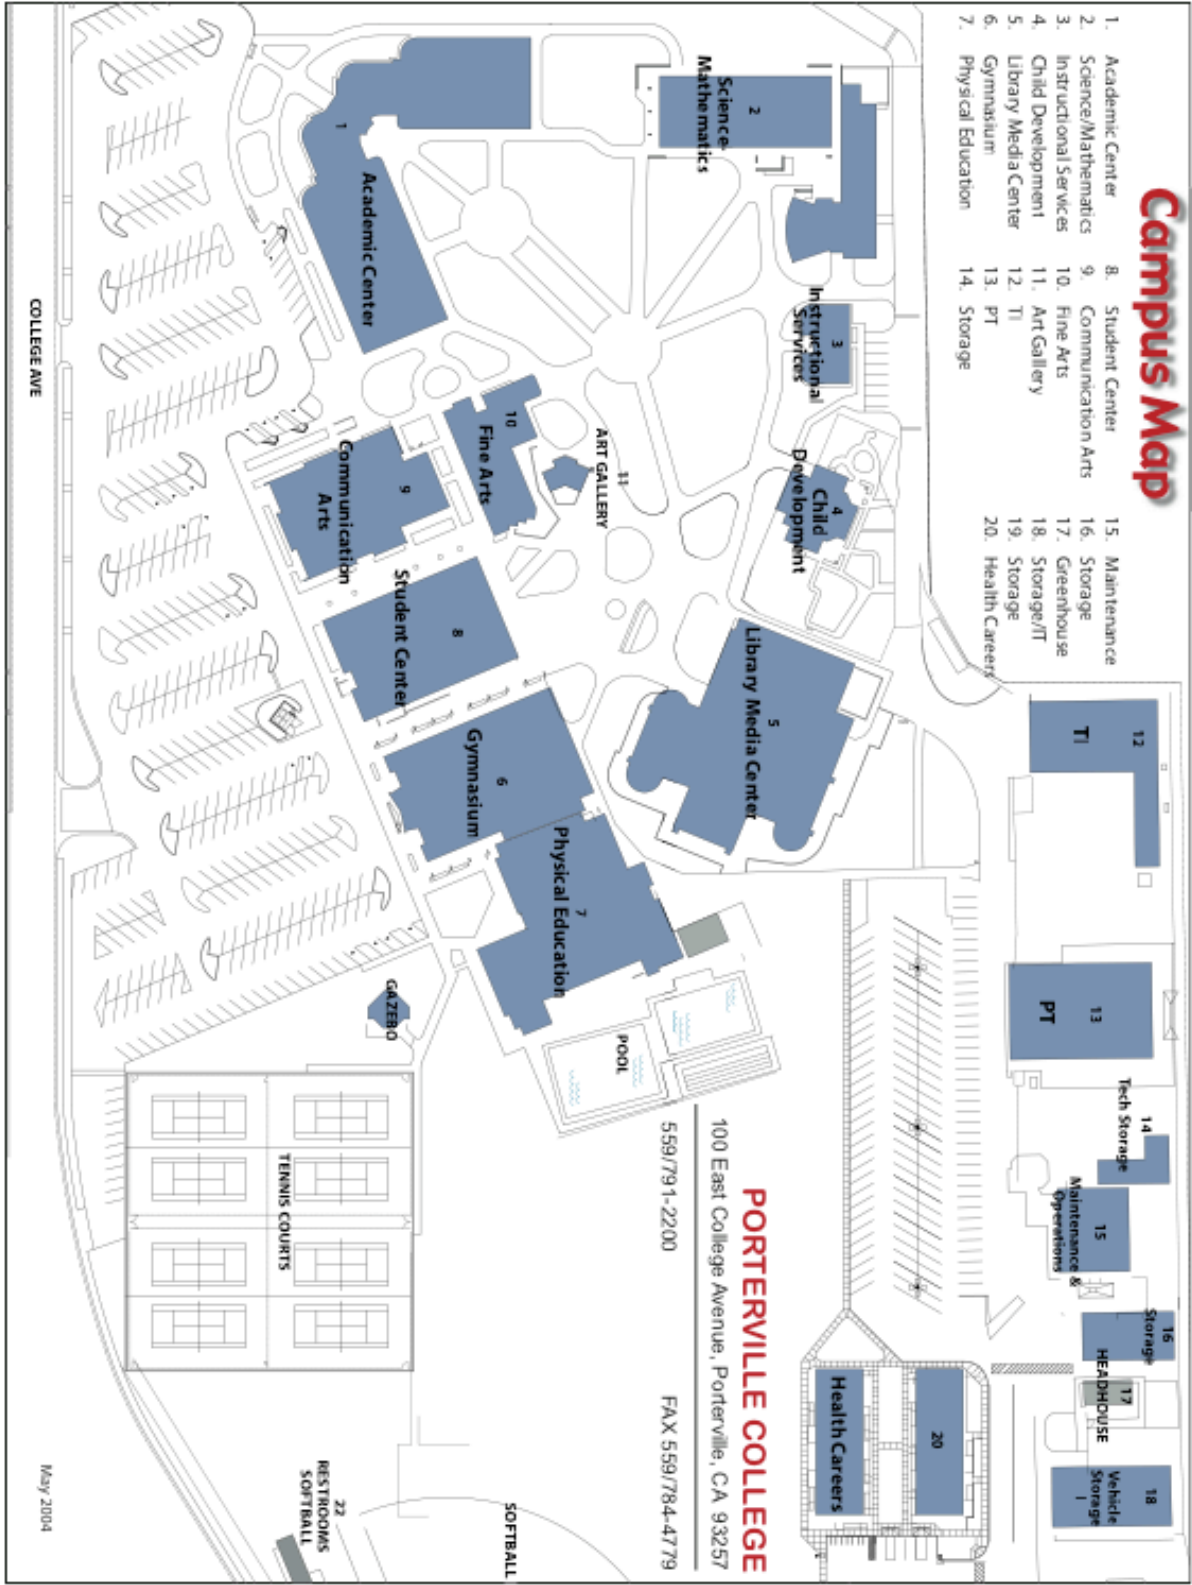 Campus Map
1. Academic Center
2. Science/Mathematics
3. Instructional Services
4. Child Development
5. Library Media Center
6. Gymnasium
7. Physical Education
8. Student Center
9. Communication Arts
10. Fine Arts
11. Art Gallery
12. TI
13. PT
14. Storage
15. Maintenance
16. Storage
17. Greenhouse
18. Storage/IT
19. Storage
20. Health Careers
2
Science-
Mathematics
1
Academic Center
3
Instructional
Services
4
Child
Development
11
ART GALLERY
10
Fine Arts
9
Communication
Arts
8
Student Center
5
Library Media Center
6
Gymnasium
7
Physical Education
12
TI
13
PT
14
Tech Storage
15
Maintenance &
Operations
16
Storage
17
HEADHOUSE
18
Vehicle
Storage
I
20
Health Careers
POOL
GAZEBO
TENNIS COURTS
COLLEGE AVE
PORTERVILLE COLLEGE
100 East College Avenue, Porterville, CA 93257
559/791-2200 FAX 559/784-4779
SOFTBALL
22
RESTROOMS
SOFTBALL
May 2004